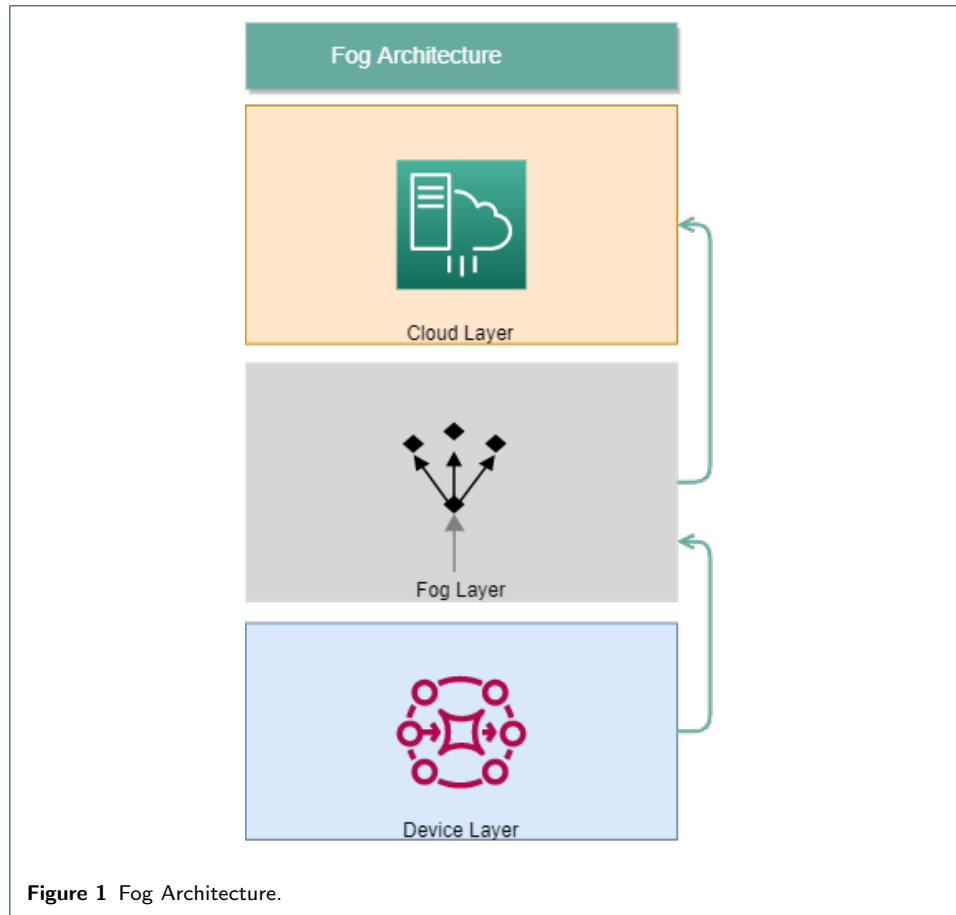 Fog Architecture
Cloud Layer
Fog Layer
Device Layer
Figure 1 Fog Architecture.